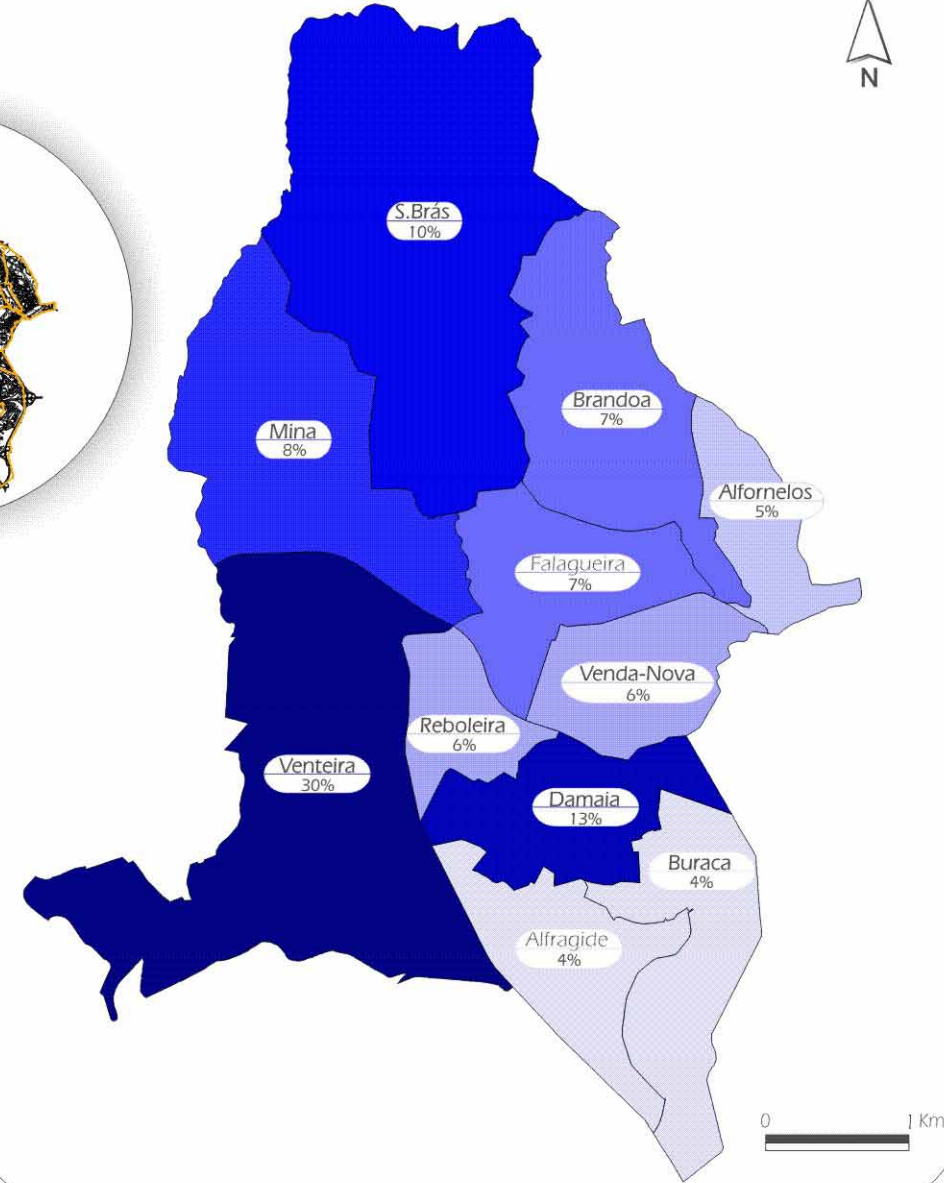 N
S.Brás
10%
Brandoa
7%
Mina
8%
Alfornelos
5%
Falagueira
7%
Venda-Nova
6%
Reboleira
6%
Venteira
30%
Damaia
13%
Buraca
4%
Alfragide
4%
0 1 Km